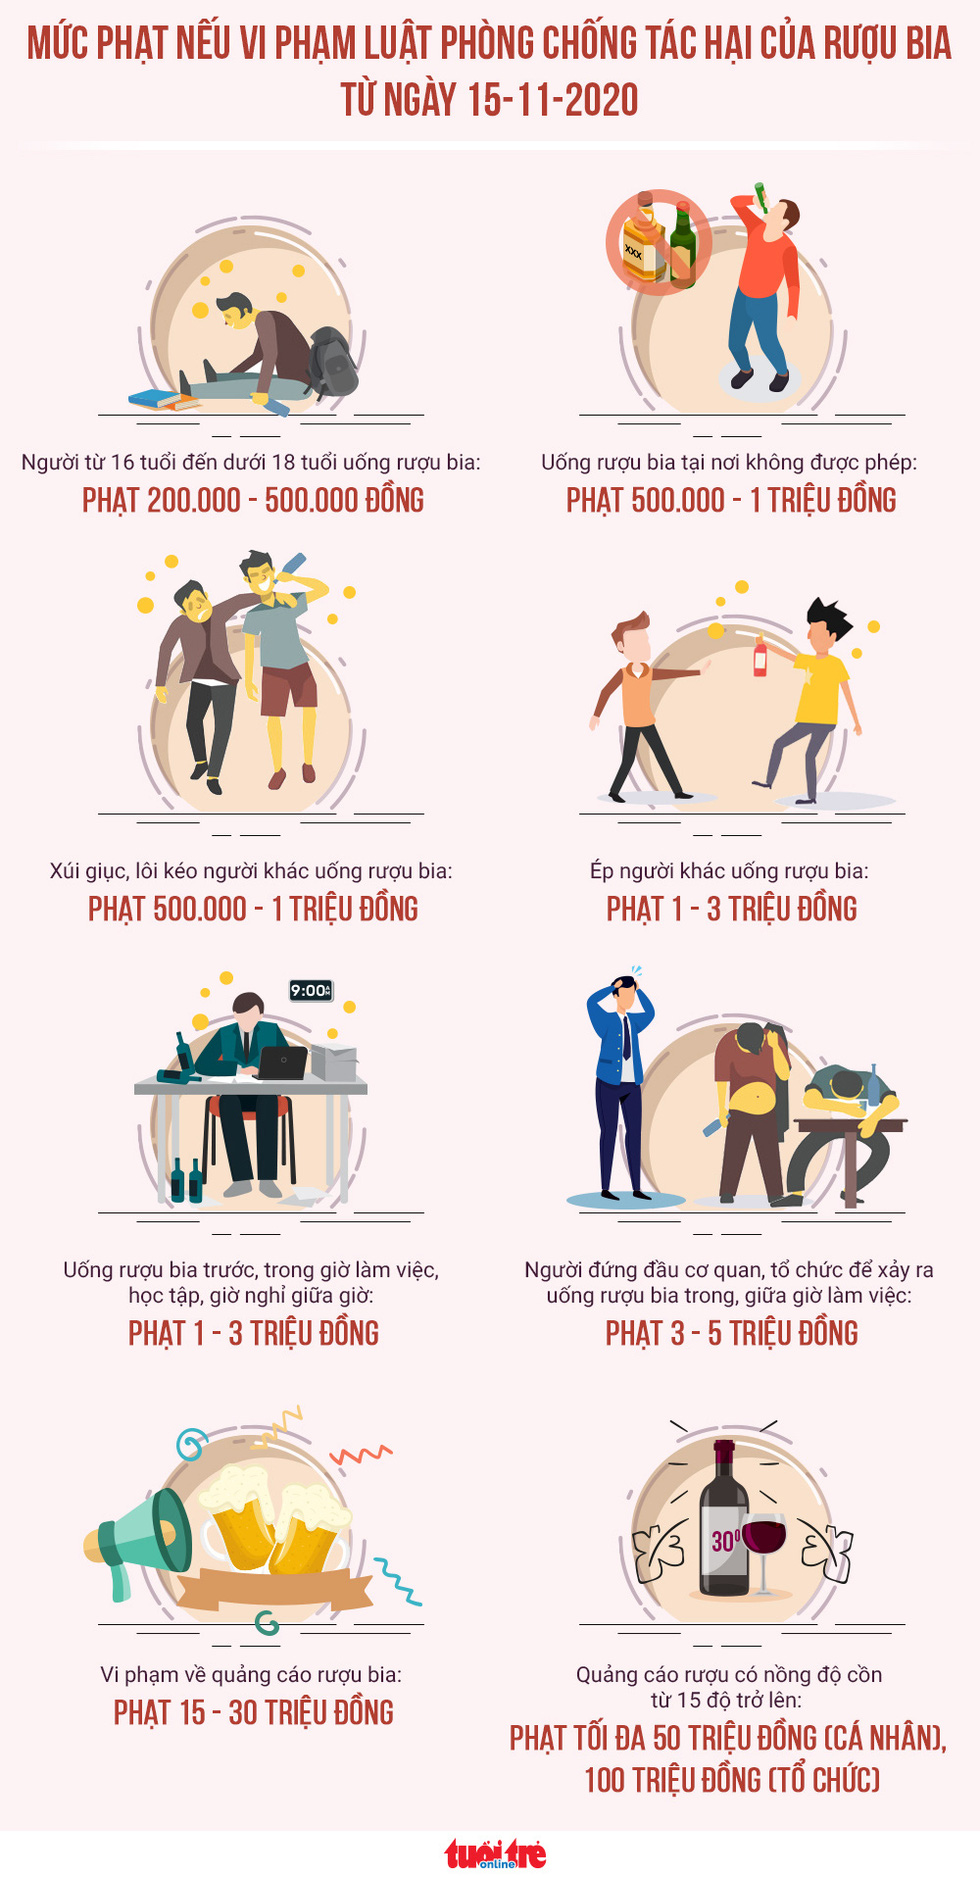 MỨC PHẠT NẾU VI PHẠM LUẬT PHÒNG CHỐNG TÁC HẠI CỦA RƯỢU BIA
TỪ NGÀY 15-11-2020
XXX
Người từ 16 tuổi đến dưới 18 tuổi uống rượu bia:
PHẠT 200.000 - 500.000 ĐỒNG
Uống rượu bia tại nơi không được phép:
PHẠT 500.000 - 1 TRIỆU ĐỒNG
Xúi giục, lôi kéo người khác uống rượu bia:
PHẠT 500.000 - 1 TRIỆU ĐỒNG
Ép người khác uống rượu bia:
PHẠT 1 - 3 TRIỆU ĐỒNG
9:00 AM
Uống rượu bia trước, trong giờ làm việc,
học tập, giờ nghỉ giữa giờ:
PHẠT 1 - 3 TRIỆU ĐỒNG
Người đứng đầu cơ quan, tổ chức để xảy ra
uống rượu bia trong, giữa giờ làm việc:
PHẠT 3 - 5 TRIỆU ĐỒNG
30⁰
Vi phạm về quảng cáo rượu bia:
PHẠT 15 - 30 TRIỆU ĐỒNG
Quảng cáo rượu có nồng độ cồn
từ 15 độ trở lên:
PHẠT TỐI ĐA 50 TRIỆU ĐỒNG (CÁ NHÂN),
100 TRIỆU ĐỒNG (TỔ CHỨC)
tuổi trẻ
online